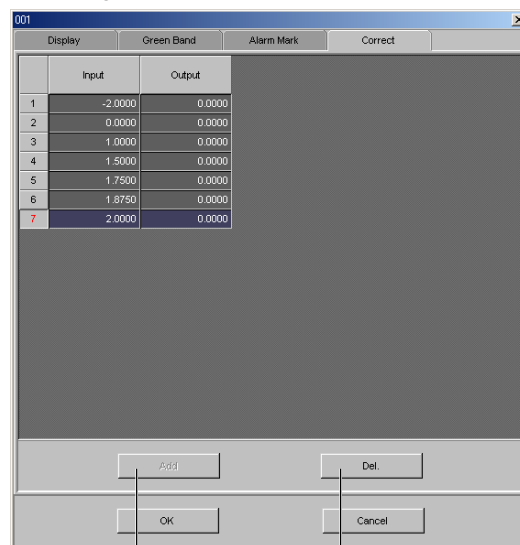 001
Display Green Band Alarm Mark Correct
Input Output
1 -2.0000 0.0000
2 0.0000 0.0000
3 1.0000 0.0000
4 1.5000 0.0000
5 1.7500 0.0000
6 1.8750 0.0000
7 2.0000 0.0000
Add Del.
OK Cancel